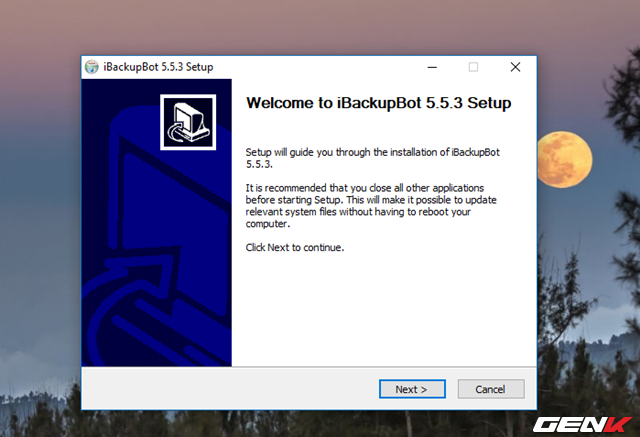 iBackupBot 5.5.3 Setup
Welcome to iBackupBot 5.5.3 Setup
Setup will guide you through the installation of iBackupBot
5.5.3.
It is recommended that you close all other applications
before starting Setup. This will make it possible to update
relevant system files without having to reboot your
computer.
Click Next to continue.
Next >
Cancel
GENK